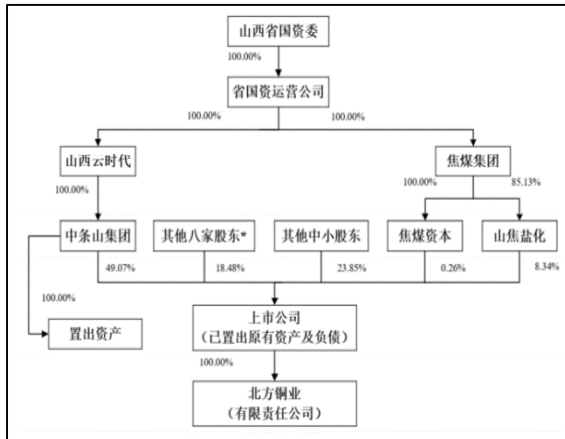 山西省国资委
100.00%
省国资运营公司
100.00%
100.00%
山西云时代
焦煤集团
100.00%
100.00%
85.13%
中条山集团
其他八家股东*
其他中小股东
焦煤资本
山焦盐化
49.07%
18.48%
23.85%
0.26%
8.34%
100.00%
置出资产
上市公司
（已置出原有资产及负债）
100.00%
北方铜业
（有限责任公司）